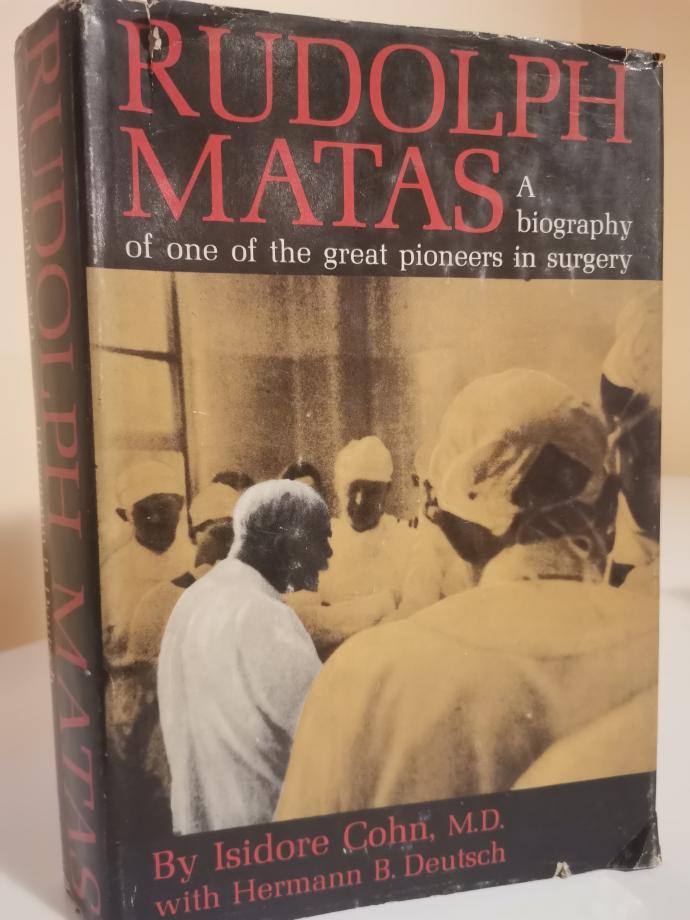 RUDOLPH
MATAS
A
biography
of one of the great pioneers in surgery
By Isidore Cohn, M.D.
with Hermann B. Deutsch
RUDOLPH MATAS